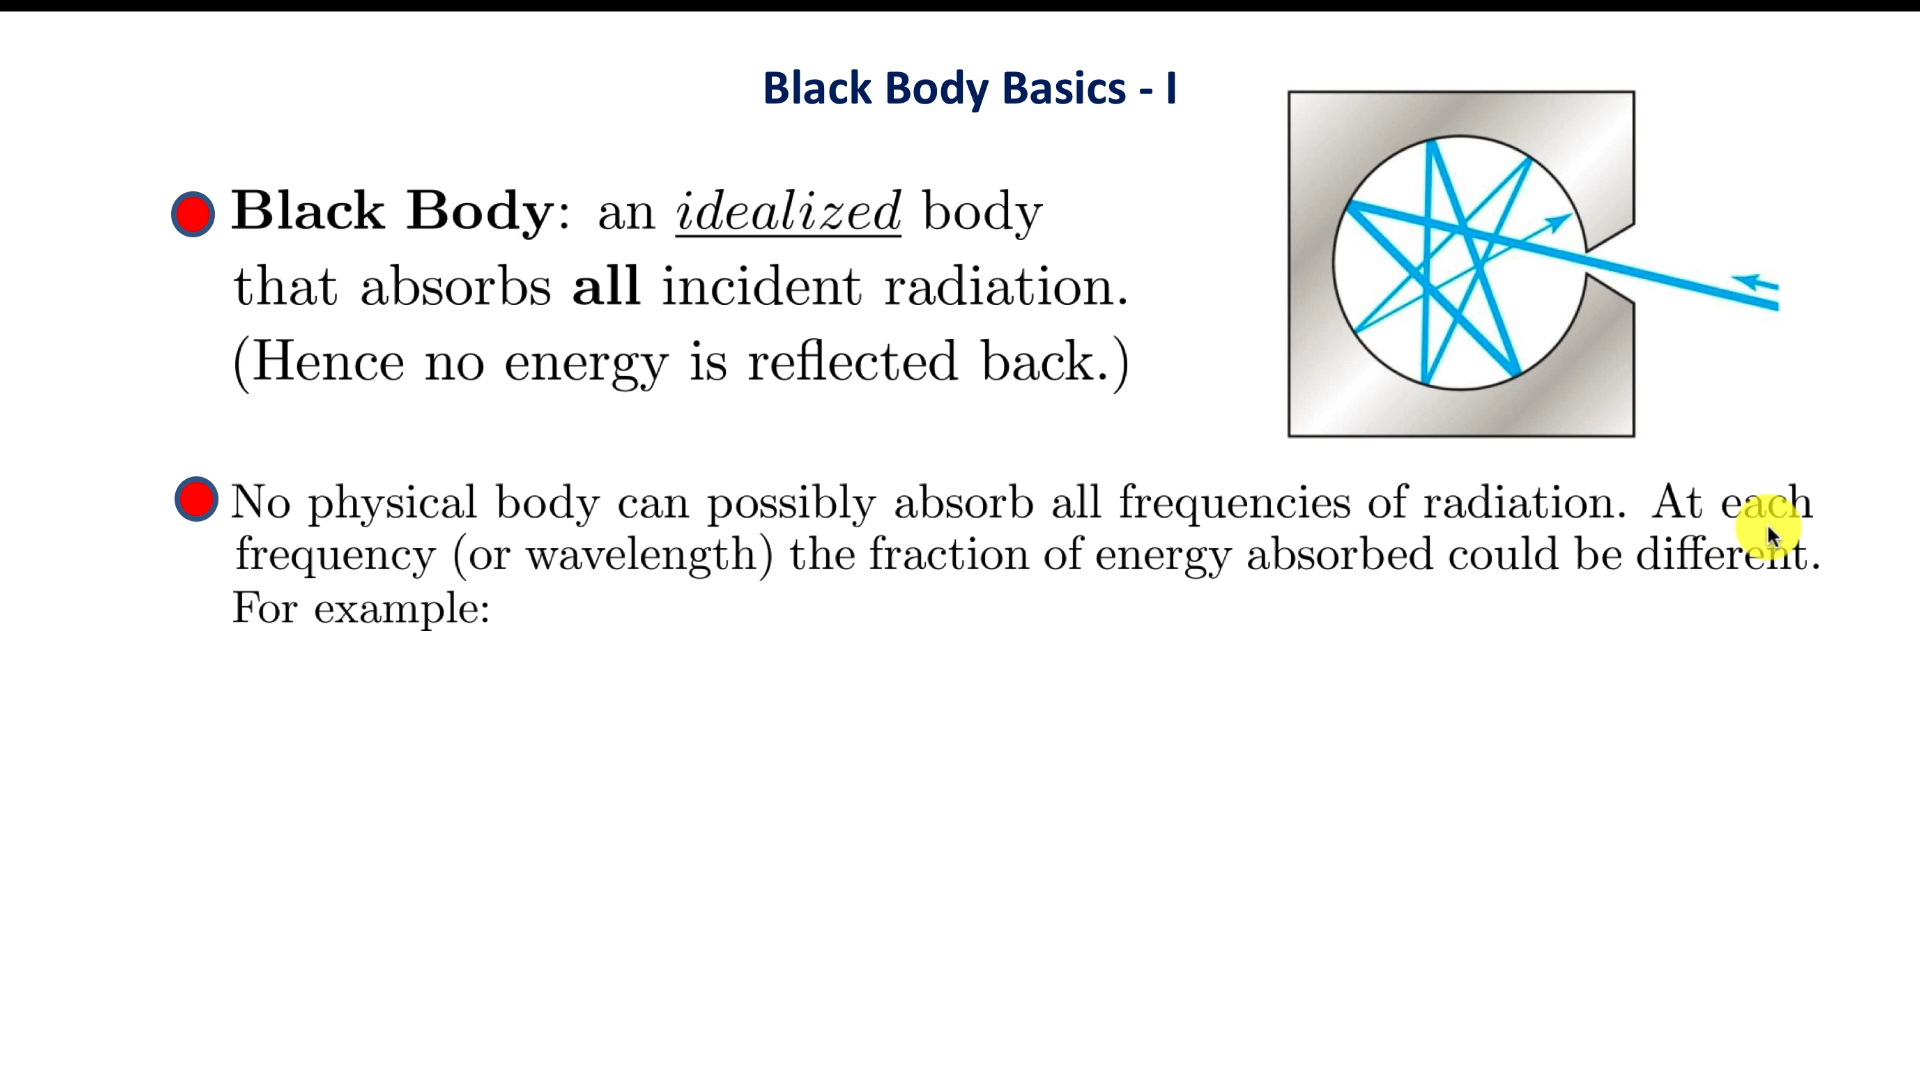 Black Body Basics - I
Black Body: an idealized body
that absorbs all incident radiation.
(Hence no energy is reflected back.)
No physical body can possibly absorb all frequencies of radiation. At each
frequency (or wavelength) the fraction of energy absorbed could be different.
For example: